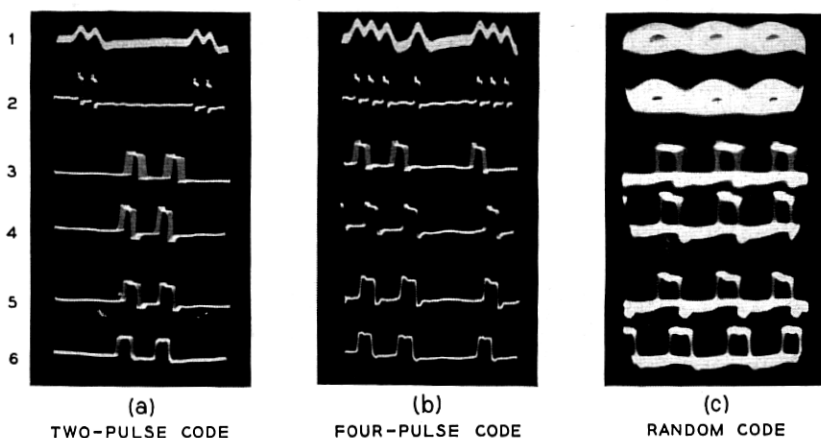 1
2
3
4
5
6
(a)
TWO-PULSE CODE
(b)
FOUR-PULSE CODE
(c)
RANDOM CODE